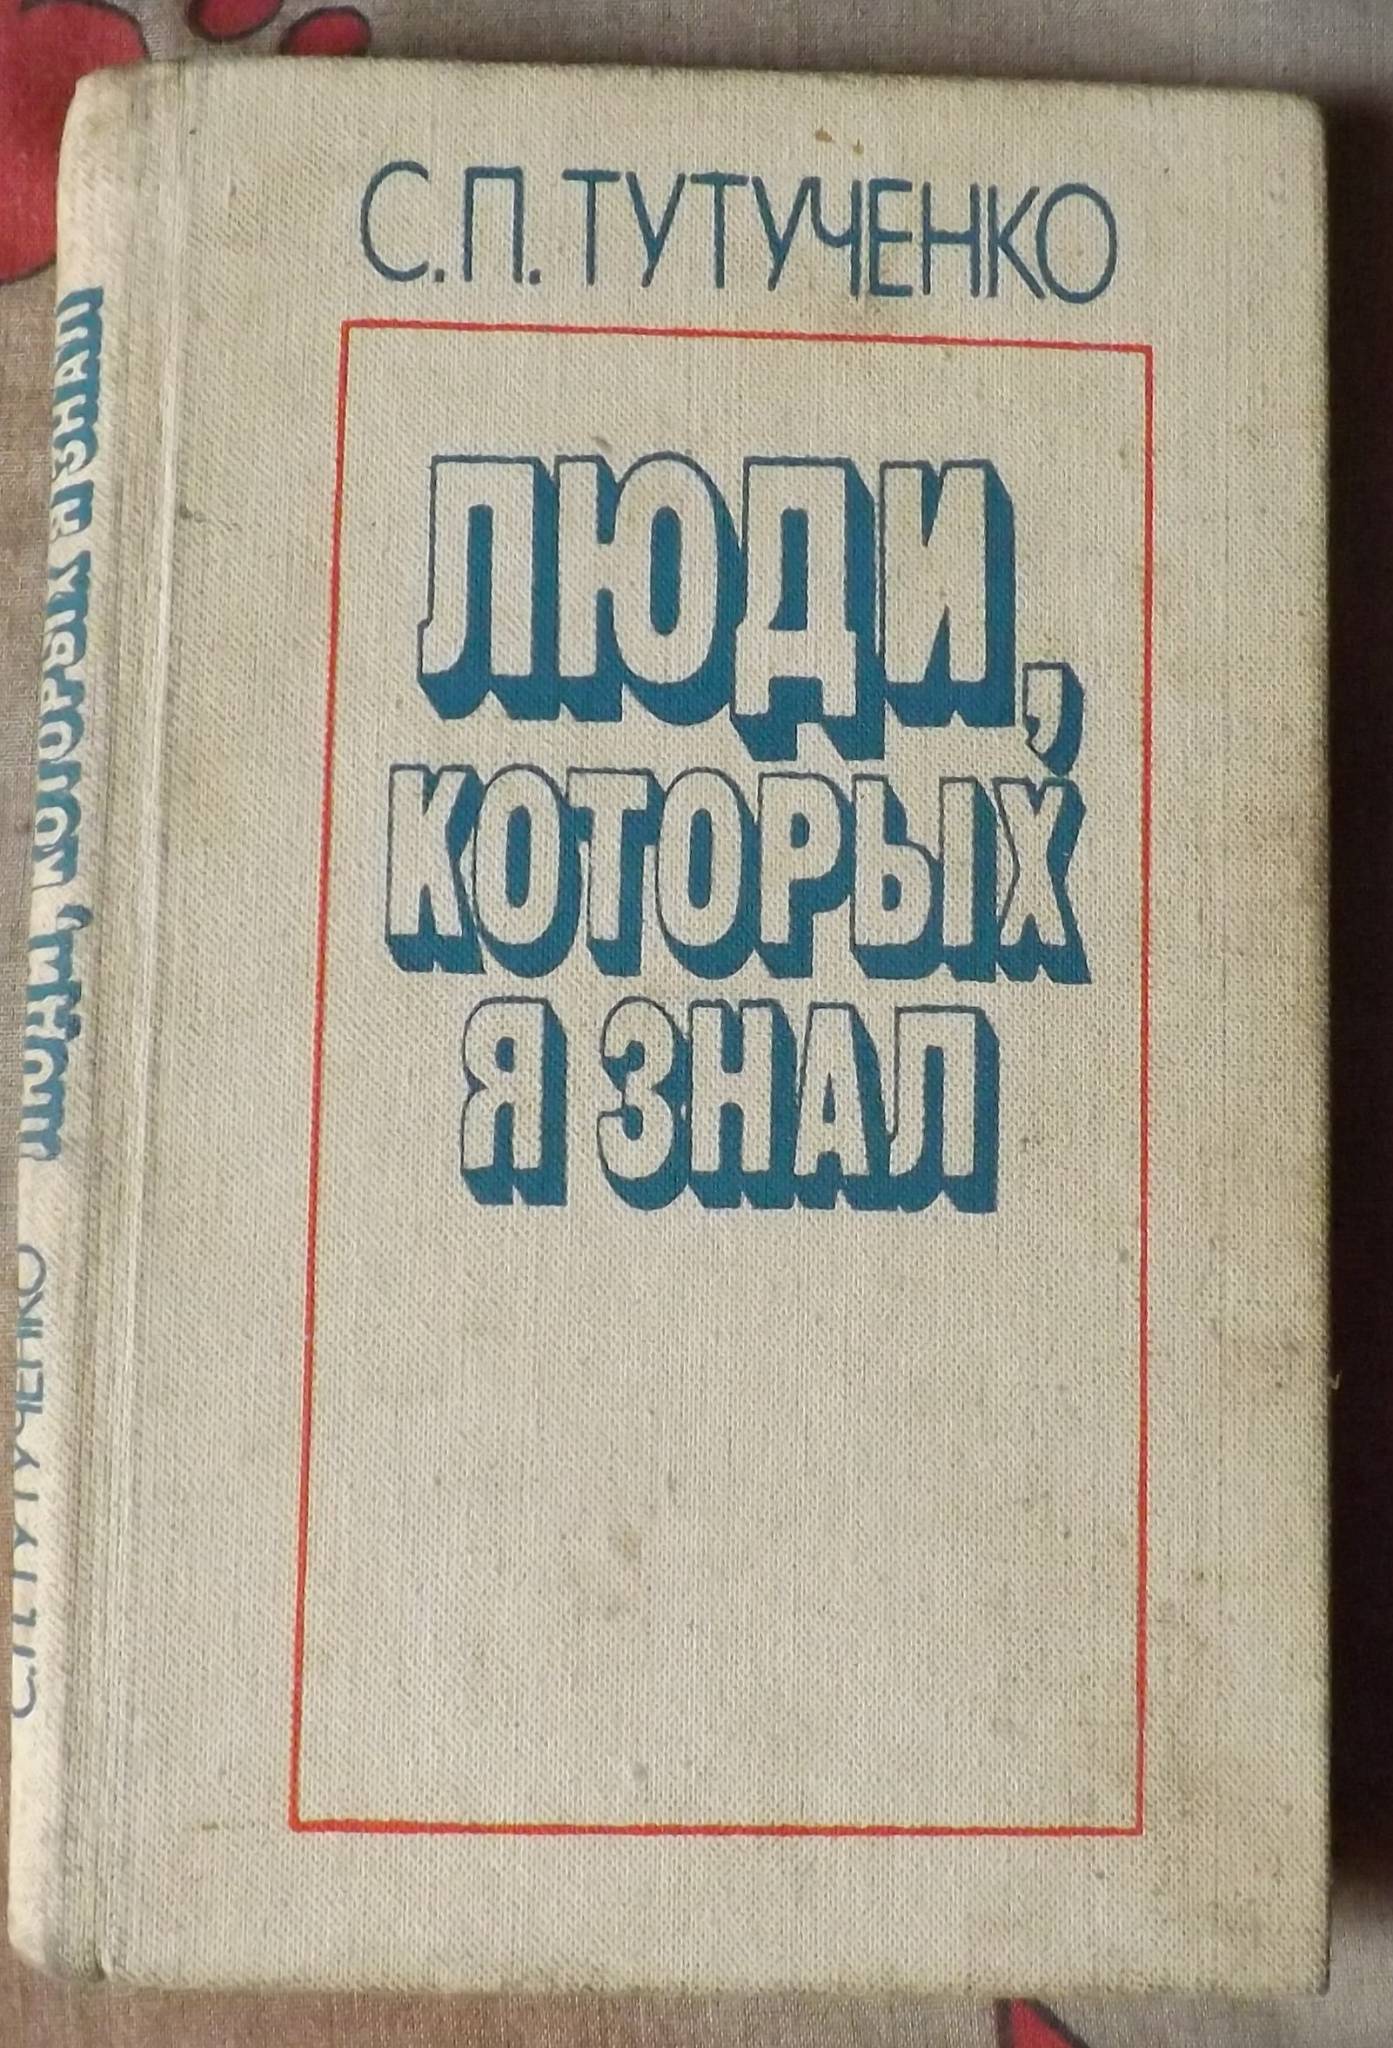 С.П. ТУТУЧЕНКО
ЛЮДИ,
КОТОРЫХ
Я ЗНАЛ
С.П. ТУТУЧЕНКО ЛЮДИ, КОТОРЫХ Я ЗНАЛ